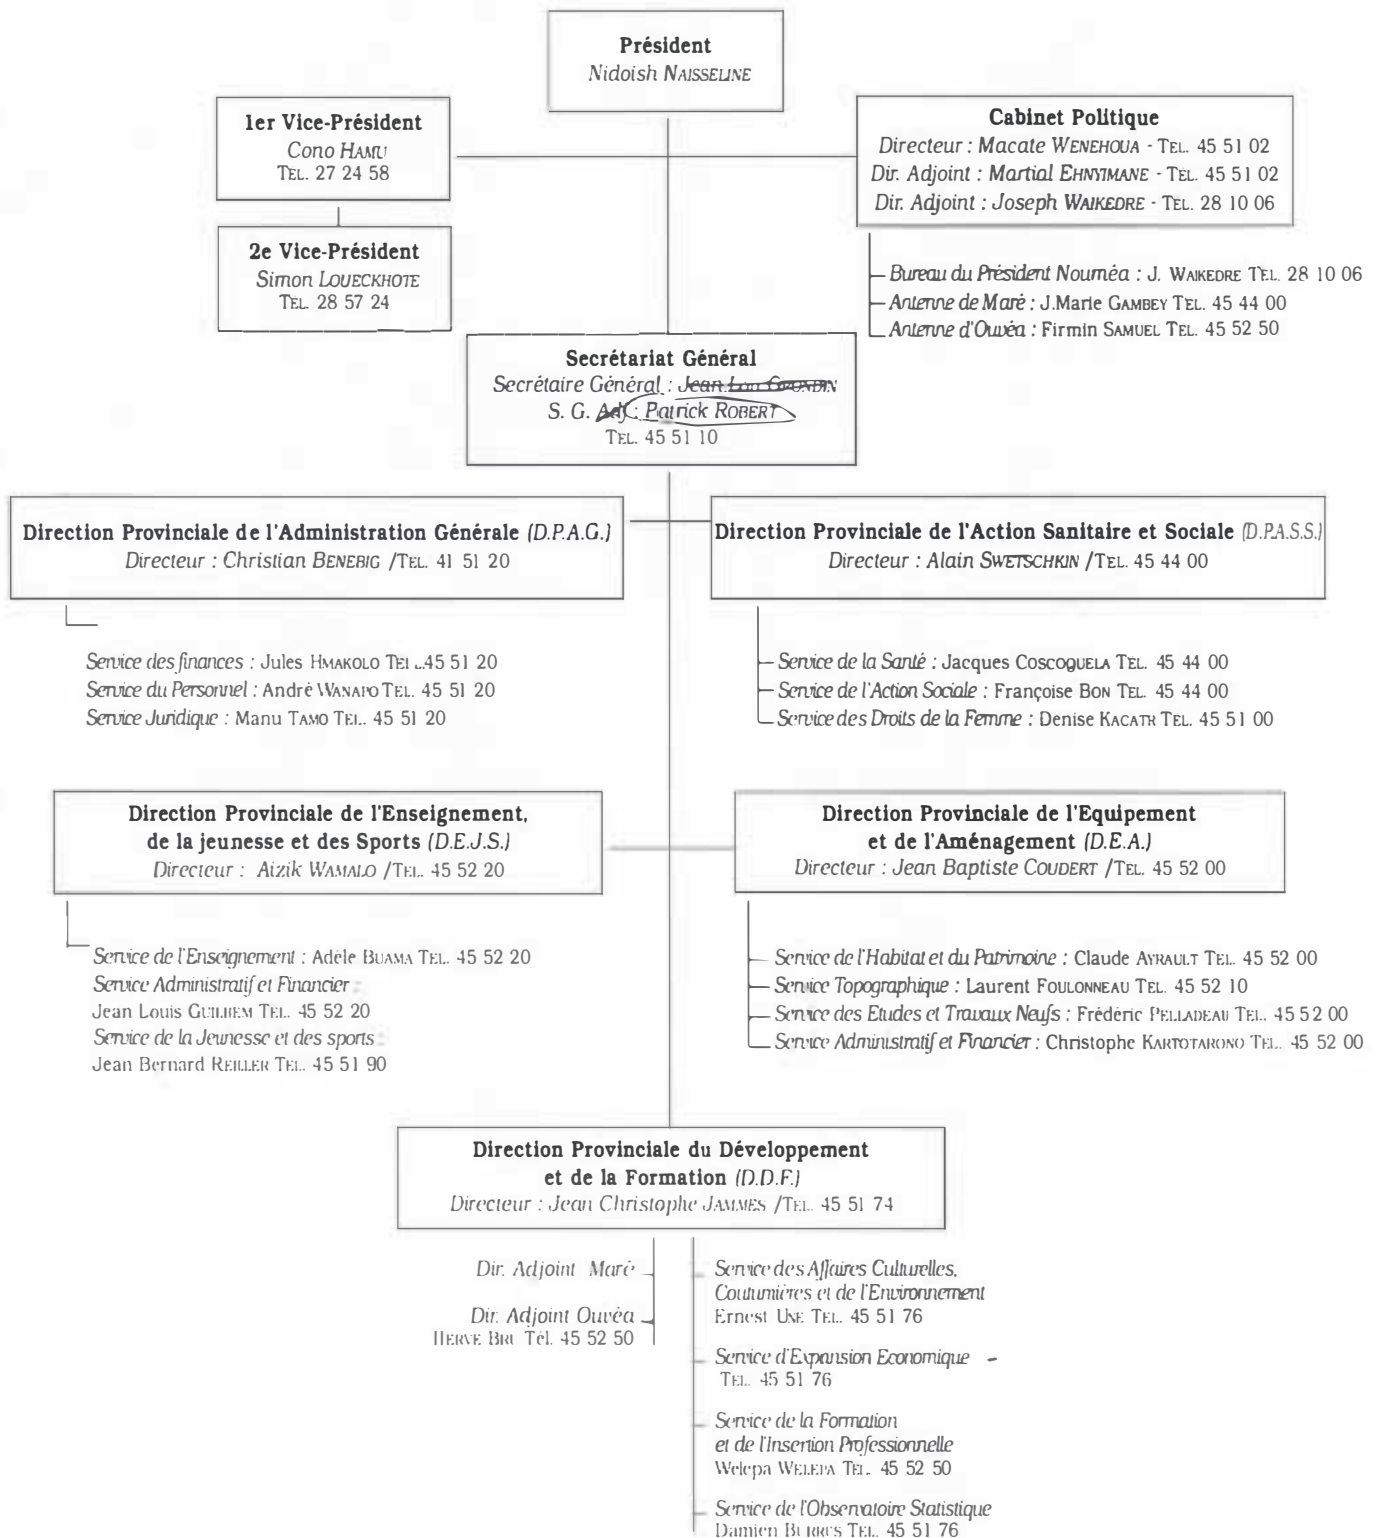 Président
Nidoish NAISSELINE
1er Vice-Président
Cono HAMU
TEL. 27 24 58
Cabinet Politique
Directeur : Macate WENEHOUA - TEL. 45 51 02
Dir. Adjoint : Martial EHNYIMANE - TEL. 45 51 02
Dir. Adjoint : Joseph WAIKEDRE - TEL. 28 10 06
2e Vice-Président
Simon LOUECKHOTE
TEL. 28 57 24
Bureau du Président Nouméa : J. WAIKEDRE TEL. 28 10 06
Antenne de Maré : J.Marie GAMBEY TEL. 45 44 00
Antenne d'Ouvéa : Firmin SAMUEL TEL. 45 52 50
Secrétariat Général
Secrétaire Général : Jean
S. G. Adj. : Patrick ROBERT
TEL. 45 51 10
Direction Provinciale de l'Administration Générale (D.P.A.G.)
Directeur : Christian BENEBIG /TEL. 41 51 20
Direction Provinciale de l'Action Sanitaire et Sociale (D.P.A.S.S.)
Directeur : Alain SWETSCHKIN /TEL. 45 44 00
Service des finances : Jules HMAKOLO TEL. 45 51 20
Service du Personnel : André WANAPO TEL. 45 51 20
Service Juridique : Manu TAMO TEL. 45 51 20
Service de la Santé : Jacques COSCOQUELA TEL. 45 44 00
Service de l'Action Sociale : Françoise BON TEL. 45 44 00
Service des Droits de la Femme : Denise TEL. 45 51 00
Direction Provinciale de l'Enseignement,
de la jeunesse et des Sports (D.E.J.S.)
Directeur : Aizik WAMALO /TEL. 45 52 20
Direction Provinciale de l'Equipement
et de l'Aménagement (D.E.A.)
Directeur : Jean Baptiste COUDERT /TEL. 45 52 00
Service de l'Enseignement : Adèle BUAMA TEL. 45 52 20
Service Administratif et Financier :
Jean Louis GUILHEM TEL. 45 52 20
Service de la Jeunesse et des sports :
Jean Bernard REILLER TEL. 45 51 90
Service de l'Habitat et du Patrimoine : Claude AYRAULT TEL. 45 52 00
Service Topographique : Laurent FOULONNEAU TEL. 45 52 10
Service des Etudes et Travaux Neufs : Frédéric PELLADEAU TEL. 45 52 00
Service Administratif et Financier : Christophe KARTOTARONO TEL. 45 52 00
Direction Provinciale du Développement
et de la Formation (D.D.F.)
Directeur : Jean Christophe JAMMES /TEL. 45 51 74
Dir. Adjoint Maré
Dir. Adjoint Ouvéa
HERVE BRU Tél. 45 52 50
Service des Affaires Culturelles,
Coutumières et de l'Environnement
Ernest UNE TEL. 45 51 76
Service d'Expansion Economique -
TEL. 45 51 76
Service de la Formation
et de l'Insertion Professionnelle
Welepa WELEPA TEL. 45 52 50
Service de l'Observatoire Statistique
Damien BURRUS TEL. 45 51 76